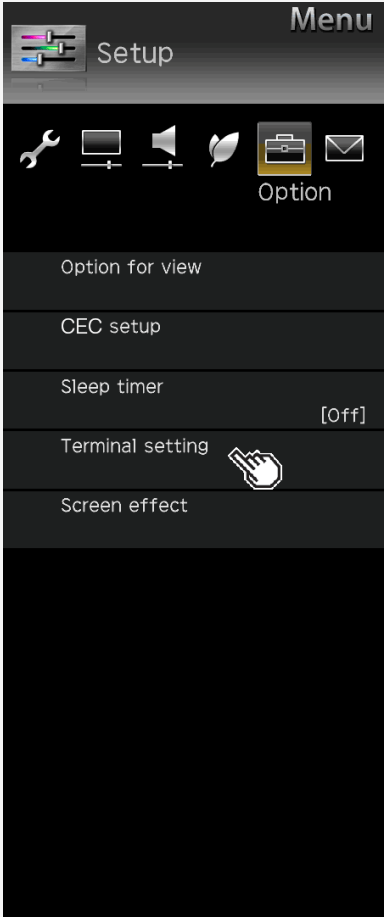 Menu
Setup
Option
Option for view
CEC setup
Sleep timer
[Off]
Terminal setting
Screen effect